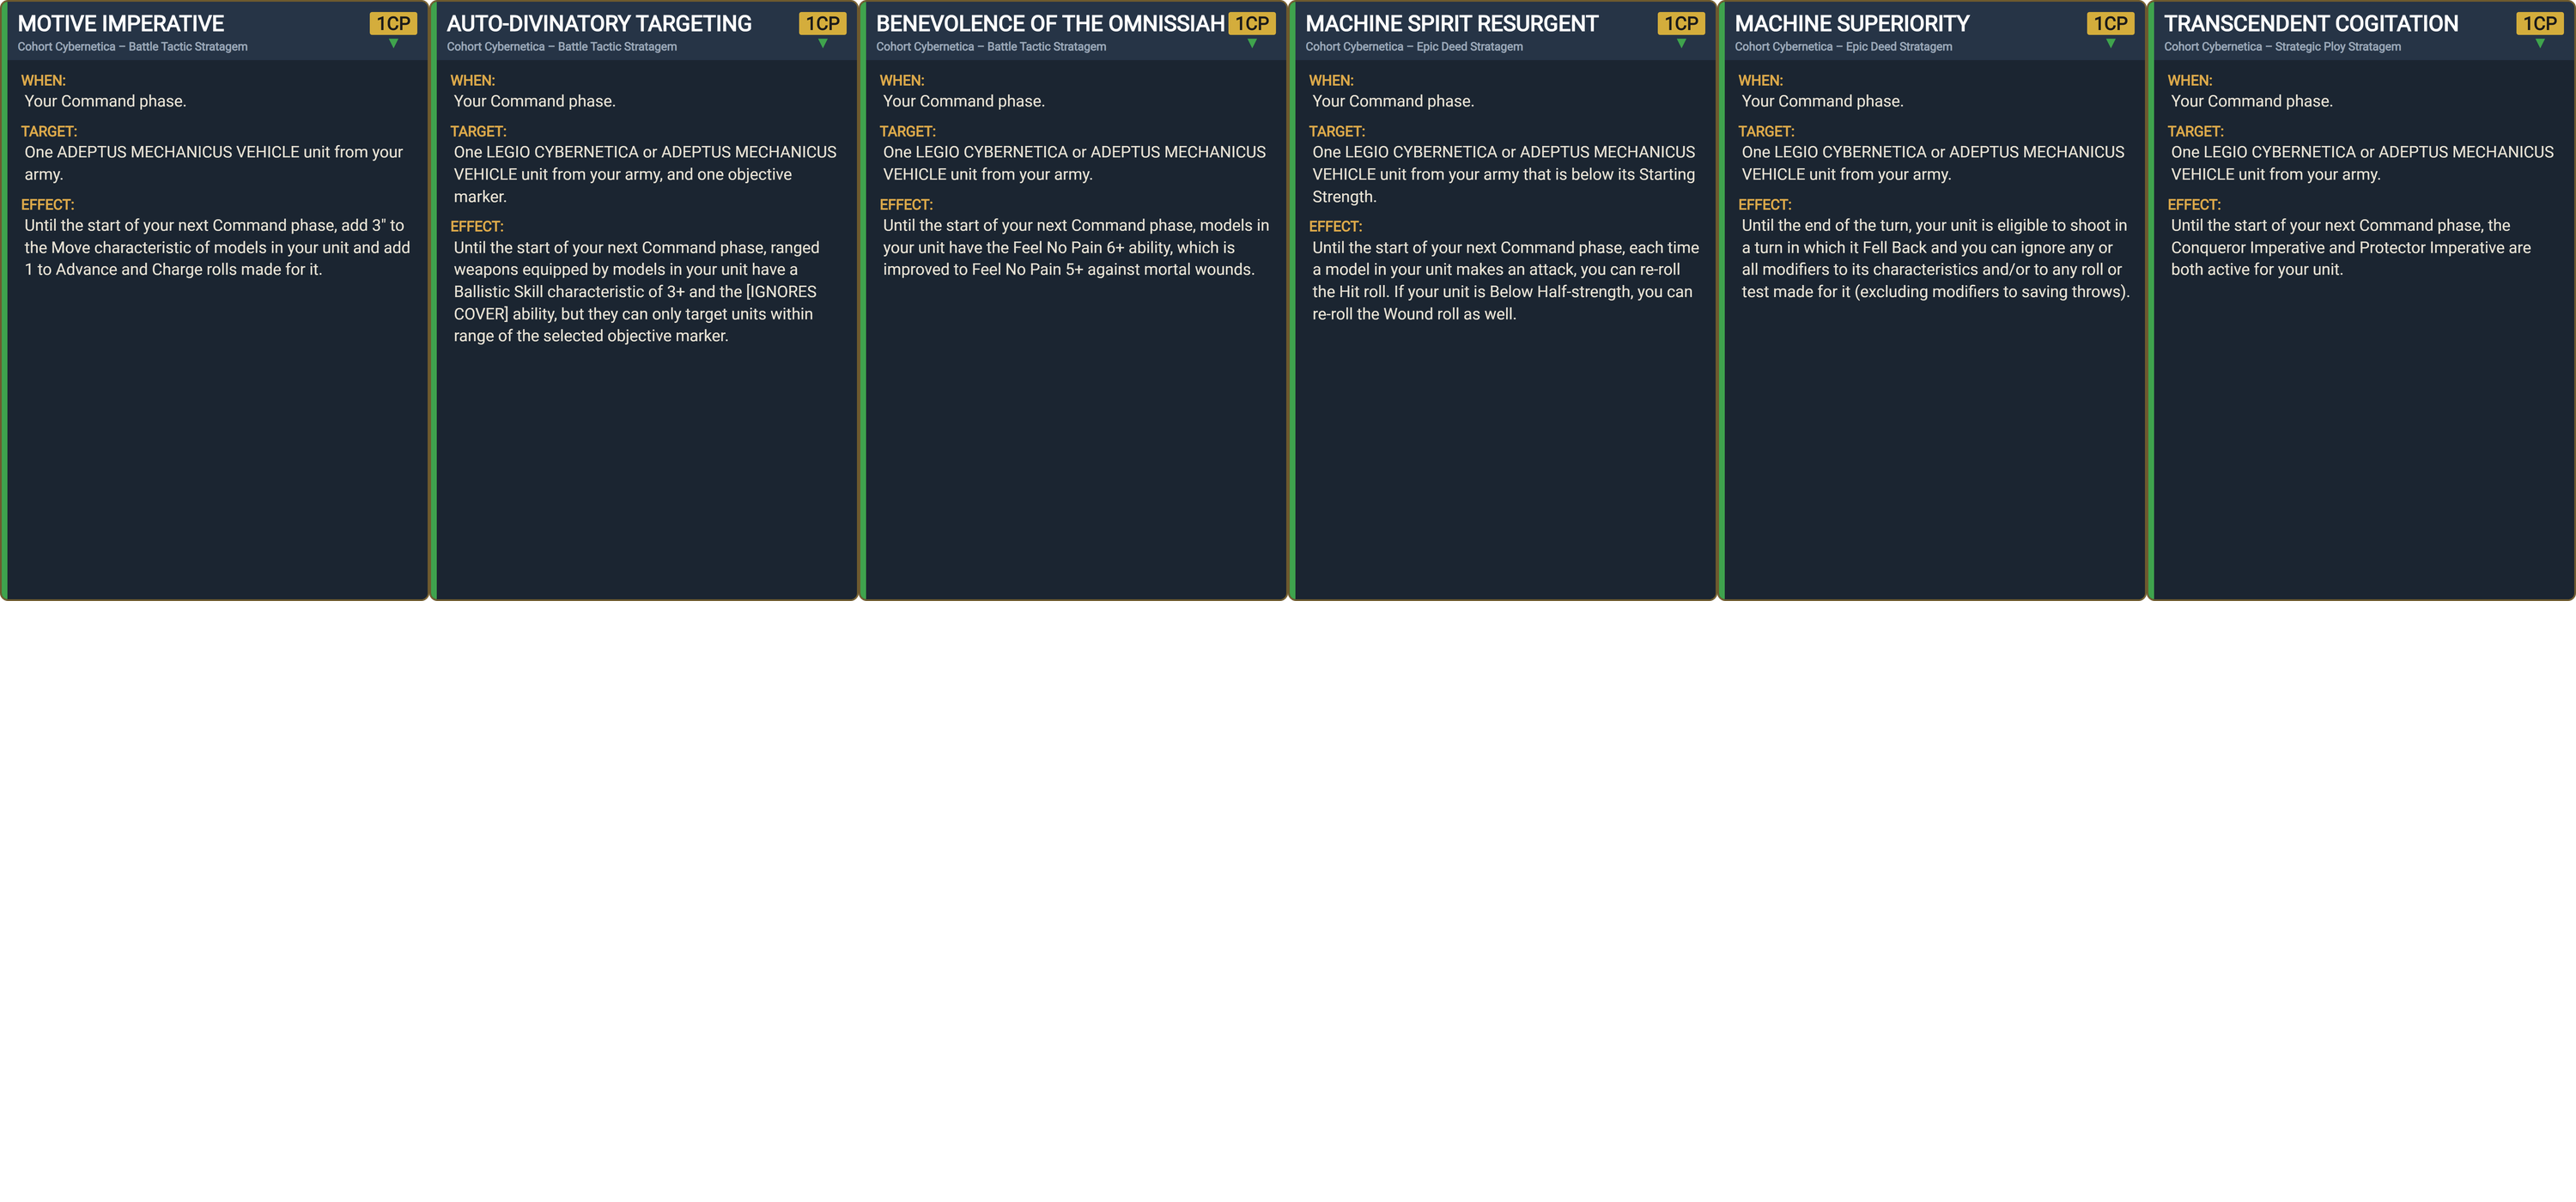 MOTIVE IMPERATIVE
1CP
Cohort Cybernetica – Battle Tactic Stratagem
WHEN:
Your Command phase.
TARGET:
One ADEPTUS MECHANICUS VEHICLE unit from your
army.
EFFECT:
Until the start of your next Command phase, add 3" to
the Move characteristic of models in your unit and add
1 to Advance and Charge rolls made for it.
AUTO-DIVINATORY TARGETING
1CP
Cohort Cybernetica – Battle Tactic Stratagem
WHEN:
Your Command phase.
TARGET:
One LEGIO CYBERNETICA or ADEPTUS MECHANICUS
VEHICLE unit from your army, and one objective
marker.
EFFECT:
Until the start of your next Command phase, ranged
weapons equipped by models in your unit have a
Ballistic Skill characteristic of 3+ and the [IGNORES
COVER] ability, but they can only target units within
range of the selected objective marker.
BENEVOLENCE OF THE OMNISSIAH
1CP
Cohort Cybernetica – Battle Tactic Stratagem
WHEN:
Your Command phase.
TARGET:
One LEGIO CYBERNETICA or ADEPTUS MECHANICUS
VEHICLE unit from your army.
EFFECT:
Until the start of your next Command phase, models in
your unit have the Feel No Pain 6+ ability, which is
improved to Feel No Pain 5+ against mortal wounds.
MACHINE SPIRIT RESURGENT
1CP
Cohort Cybernetica – Epic Deed Stratagem
WHEN:
Your Command phase.
TARGET:
One LEGIO CYBERNETICA or ADEPTUS MECHANICUS
VEHICLE unit from your army that is below its Starting
Strength.
EFFECT:
Until the start of your next Command phase, each time
a model in your unit makes an attack, you can re-roll
the Hit roll. If your unit is Below Half-strength, you can
re-roll the Wound roll as well.
MACHINE SUPERIORITY
1CP
Cohort Cybernetica – Epic Deed Stratagem
WHEN:
Your Command phase.
TARGET:
One LEGIO CYBERNETICA or ADEPTUS MECHANICUS
VEHICLE unit from your army.
EFFECT:
Until the end of the turn, your unit is eligible to shoot in
a turn in which it Fell Back and you can ignore any or
all modifiers to its characteristics and/or to any roll or
test made for it (excluding modifiers to saving throws).
TRANSCENDENT COGITATION
1CP
Cohort Cybernetica – Strategic Ploy Stratagem
WHEN:
Your Command phase.
TARGET:
One LEGIO CYBERNETICA or ADEPTUS MECHANICUS
VEHICLE unit from your army.
EFFECT:
Until the start of your next Command phase, the
Conqueror Imperative and Protector Imperative are
both active for your unit.